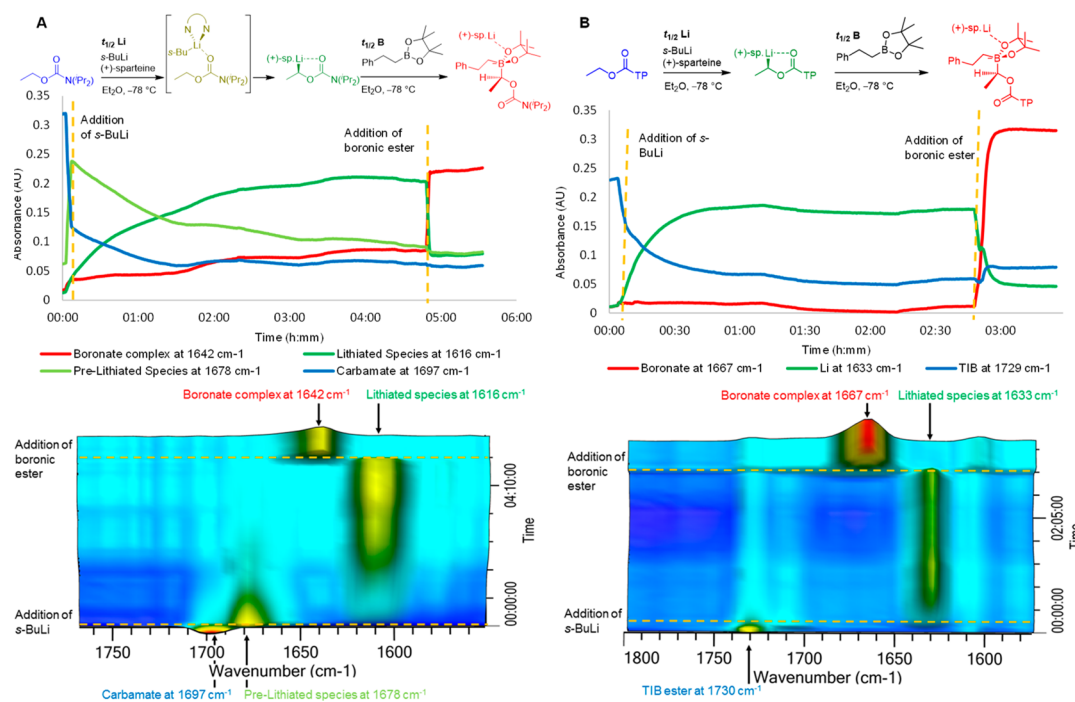 A
t1/2 Li
s-BuLi
(+)-sparteine
Et2O, –78 °C
O
O
N(iPr2)
N
N
s-Bu
Li
O
O
N(iPr2)
(+)-sp.Li
O
H
O
N(iPr2)
t1/2 B
Ph
O
B
O
Et2O, –78 °C
(+)-sp.Li
O
Ph
B
O
H
O
O
N(iPr2)
Absorbance (AU)
0.35
0.3
0.25
0.2
0.15
0.1
0.05
0
Addition
of s-BuLi
Addition of
boronic ester
00:00
01:00
02:00
03:00
04:00
05:00
06:00
Time (h:mm)
Boronate complex at 1642 cm-1
Lithiated Species at 1616 cm-1
Pre-Lithiated Species at 1678 cm-1
Carbamate at 1697 cm-1
Boronate complex at 1642 cm-1
Lithiated species at 1616 cm-1
Addition of
boronic
ester
Addition of
s-BuLi
04:10:00
00:00:00
Time
1750
1700
1650
1600
Wavenumber (cm-1)
Carbamate at 1697 cm-1
Pre-Lithiated species at 1678 cm-1
B
t1/2 Li
s-BuLi
(+)-sparteine
Et2O, –78 °C
O
O
TP
(+)-sp.Li
O
O
TP
t1/2 B
Ph
O
B
O
Et2O, –78 °C
(+)-sp.Li
O
Ph
B
O
H
O
O
TP
Absorbance (AU)
0.35
0.3
0.25
0.2
0.15
0.1
0.05
0
Addition of s-
BuLi
Addition of
boronic ester
00:00
00:30
01:00
01:30
02:00
02:30
03:00
Time (h:mm)
Boronate at 1667 cm-1
Li at 1633 cm-1
TIB at 1729 cm-1
Boronate complex at 1667 cm-1
Lithiated species at 1633 cm-1
Addition of
boronic
ester
Addition of
s-BuLi
02:05:00
00:00:00
Time
1800
1750
1700
1650
1600
Wavenumber (cm-1)
TIB ester at 1730 cm-1